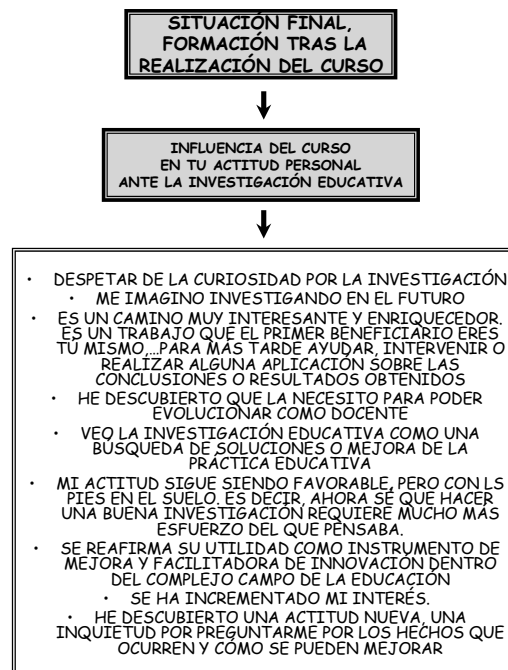 SITUACIÓN FINAL,
FORMACIÓN TRAS LA
REALIZACIÓN DEL CURSO
INFLUENCIA DEL CURSO
EN TU ACTITUD PERSONAL
ANTE LA INVESTIGACIÓN EDUCATIVA
• DESPETAR DE LA CURIOSIDAD POR LA INVESTIGACIÓN
• ME IMAGINO INVESTIGANDO EN EL FUTURO
• ES UN CAMINO MUY INTERESANTE Y ENRIQUECEDOR.
ES UN TRABAJO QUE EL PRIMER BENEFICIARIO ERES
TÚ MISMO,…PARA MÁS TARDE AYUDAR, INTERVENIR O
REALIZAR ALGUNA APLICACIÓN SOBRE LAS
CONCLUSIONES O RESULTADOS OBTENIDOS
• HE DESCUBIERTO QUE LA NECESITO PARA PODER
EVOLUCIONAR COMO DOCENTE
• VEO LA INVESTIGACIÓN EDUCATIVA COMO UNA
BÚSQUEDA DE SOLUCIONES O MEJORA DE LA
PRÁCTICA EDUCATIVA
• MI ACTITUD SIGUE SIENDO FAVORABLE, PERO CON LS
PIES EN EL SUELO. ES DECIR, AHORA SÉ QUE HACER
UNA BUENA INVESTIGACIÓN REQUIERE MUCHO MÁS
ESFUERZO DEL QUE PENSABA.
• SE REAFIRMA SU UTILIDAD COMO INSTRUMENTO DE
MEJORA Y FACILITADORA DE INNOVACIÓN DENTRO
DEL COMPLEJO CAMPO DE LA EDUCACIÓN
• SE HA INCREMENTADO MI INTERÉS.
• HE DESCUBIERTO UNA ACTITUD NUEVA, UNA
INQUIETUD POR PREGUNTARME POR LOS HECHOS QUE
OCURREN Y CÓMO SE PUEDEN MEJORAR